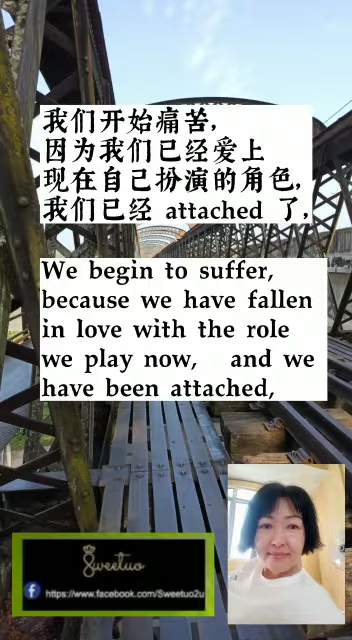 我们开始痛苦,
因为我们已经爱上
现在自己扮演的角色,
我们已经 attached 了,
We begin to suffer,
because we have fallen
in love with the role
we play now, and we
have been attached,
Sweetuo
f https://www.facebook.com/Sweetuo2u